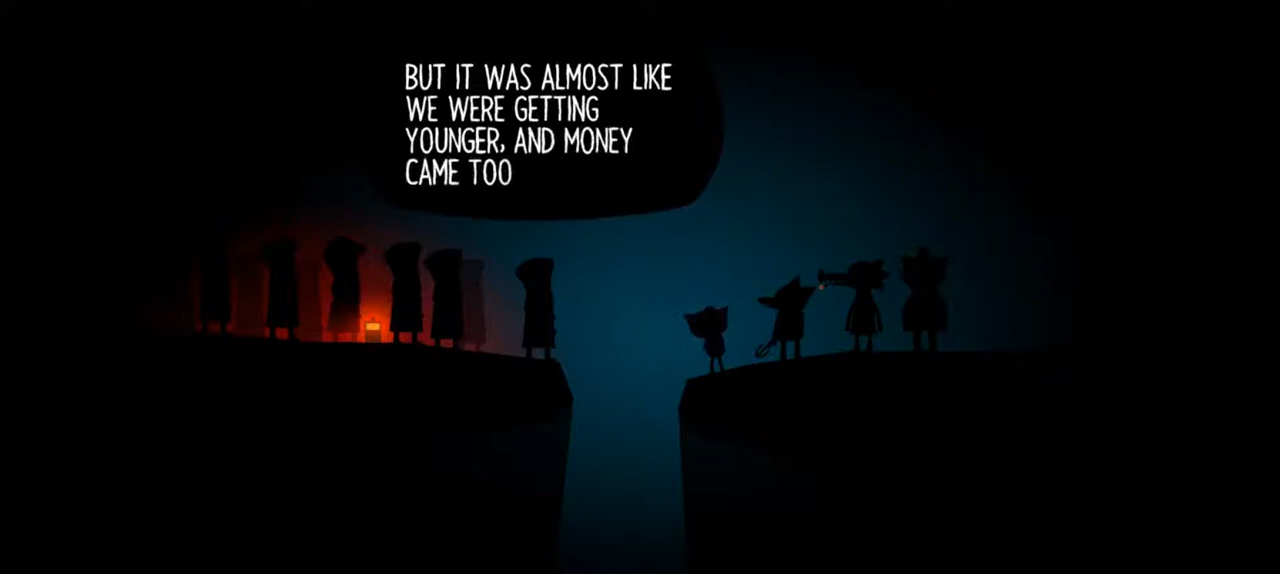 BUT IT WAS ALMOST LIKE
WE WERE GETTING
YOUNGER, AND MONEY
CAME TOO